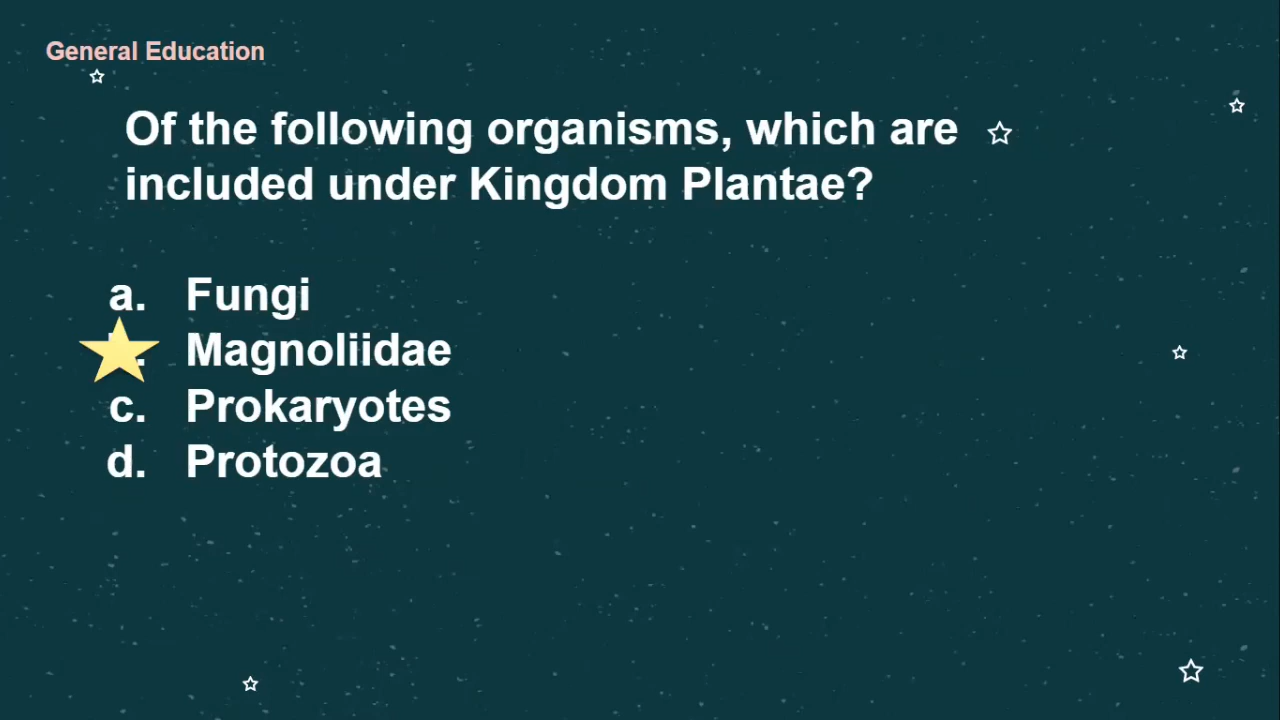 General Education
Of the following organisms, which are
included under Kingdom Plantae?
a. Fungi
. Magnoliidae
c. Prokaryotes
d. Protozoa